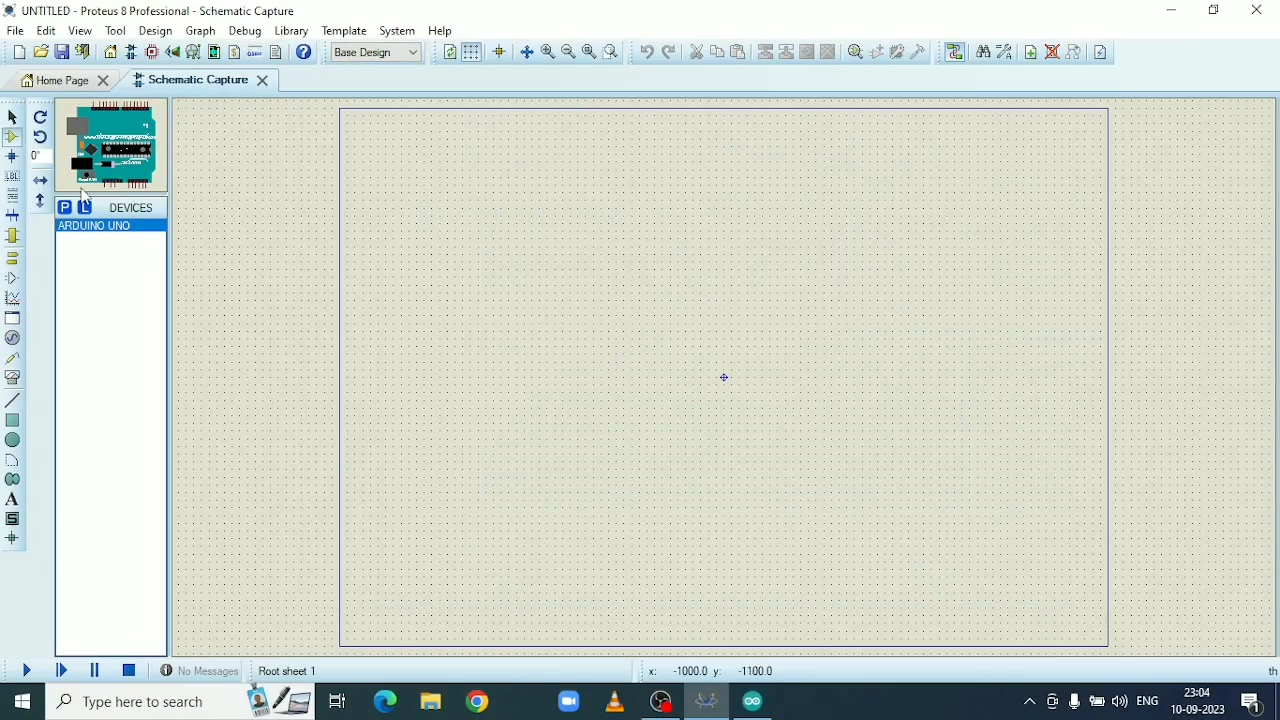 UNTITLED - Proteus 8 Professional - Schematic Capture
File Edit View Tool Design Graph Debug Library Template System Help
Base Design
Home Page
Schematic Capture
0°
P L DEVICES
ARDUINO UNO
No Messages
Root sheet 1
x: -1000.0 y: -1100.0
th
Type here to search
ENG
23:04
10-09-2023